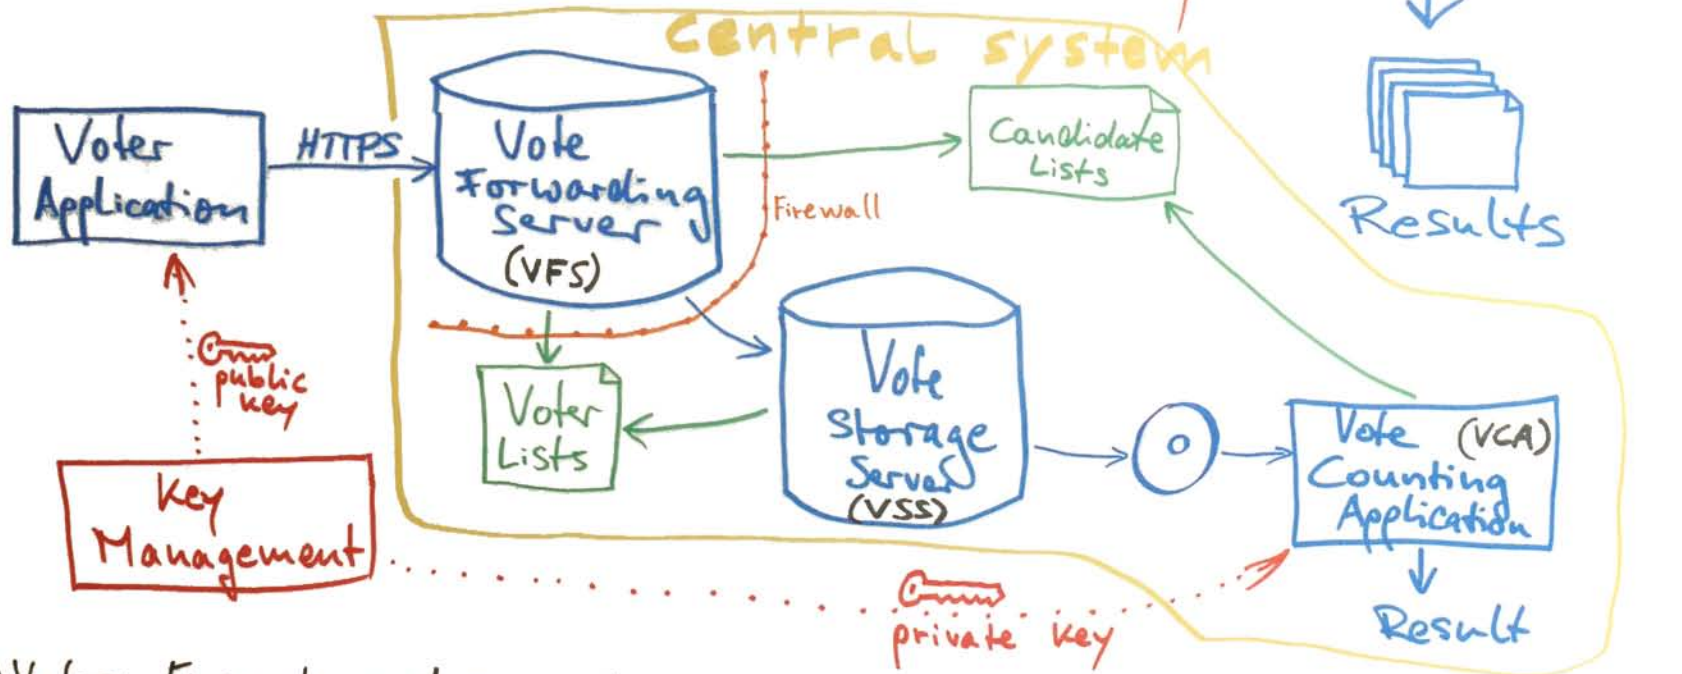 central system
Voter
Application
HTTPS
Vote
Forwarding
Server
(VFS)
Firewall
Candidate
Lists
Results
public
key
Voter
Lists
Vote
Storage
Server
(VSS)
Vote (VCA)
Counting
Application
Key
Management
private key
Result